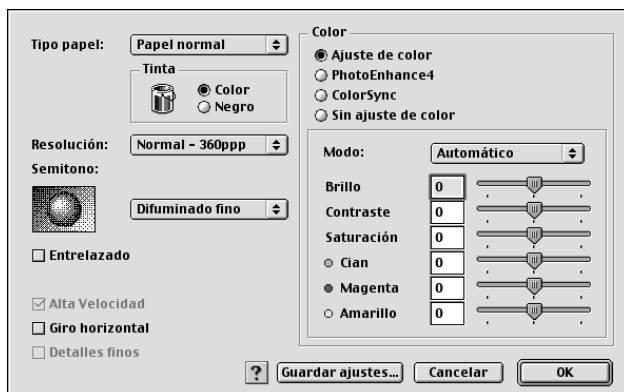 Tipo papel:
Papel normal
Tinta
Color
Negro
Resolución:
Normal - 360ppp
Semitono:
Difuminado fino
Entrelazado
Alta Velocidad
Giro horizontal
Detalles finos
Color
Ajuste de color
PhotoEnhance4
ColorSync
Sin ajuste de color
Modo:
Automático
Brillo 0
Contraste 0
Saturación 0
Cian 0
Magenta 0
Amarillo 0
? Guardar ajustes... Cancelar OK